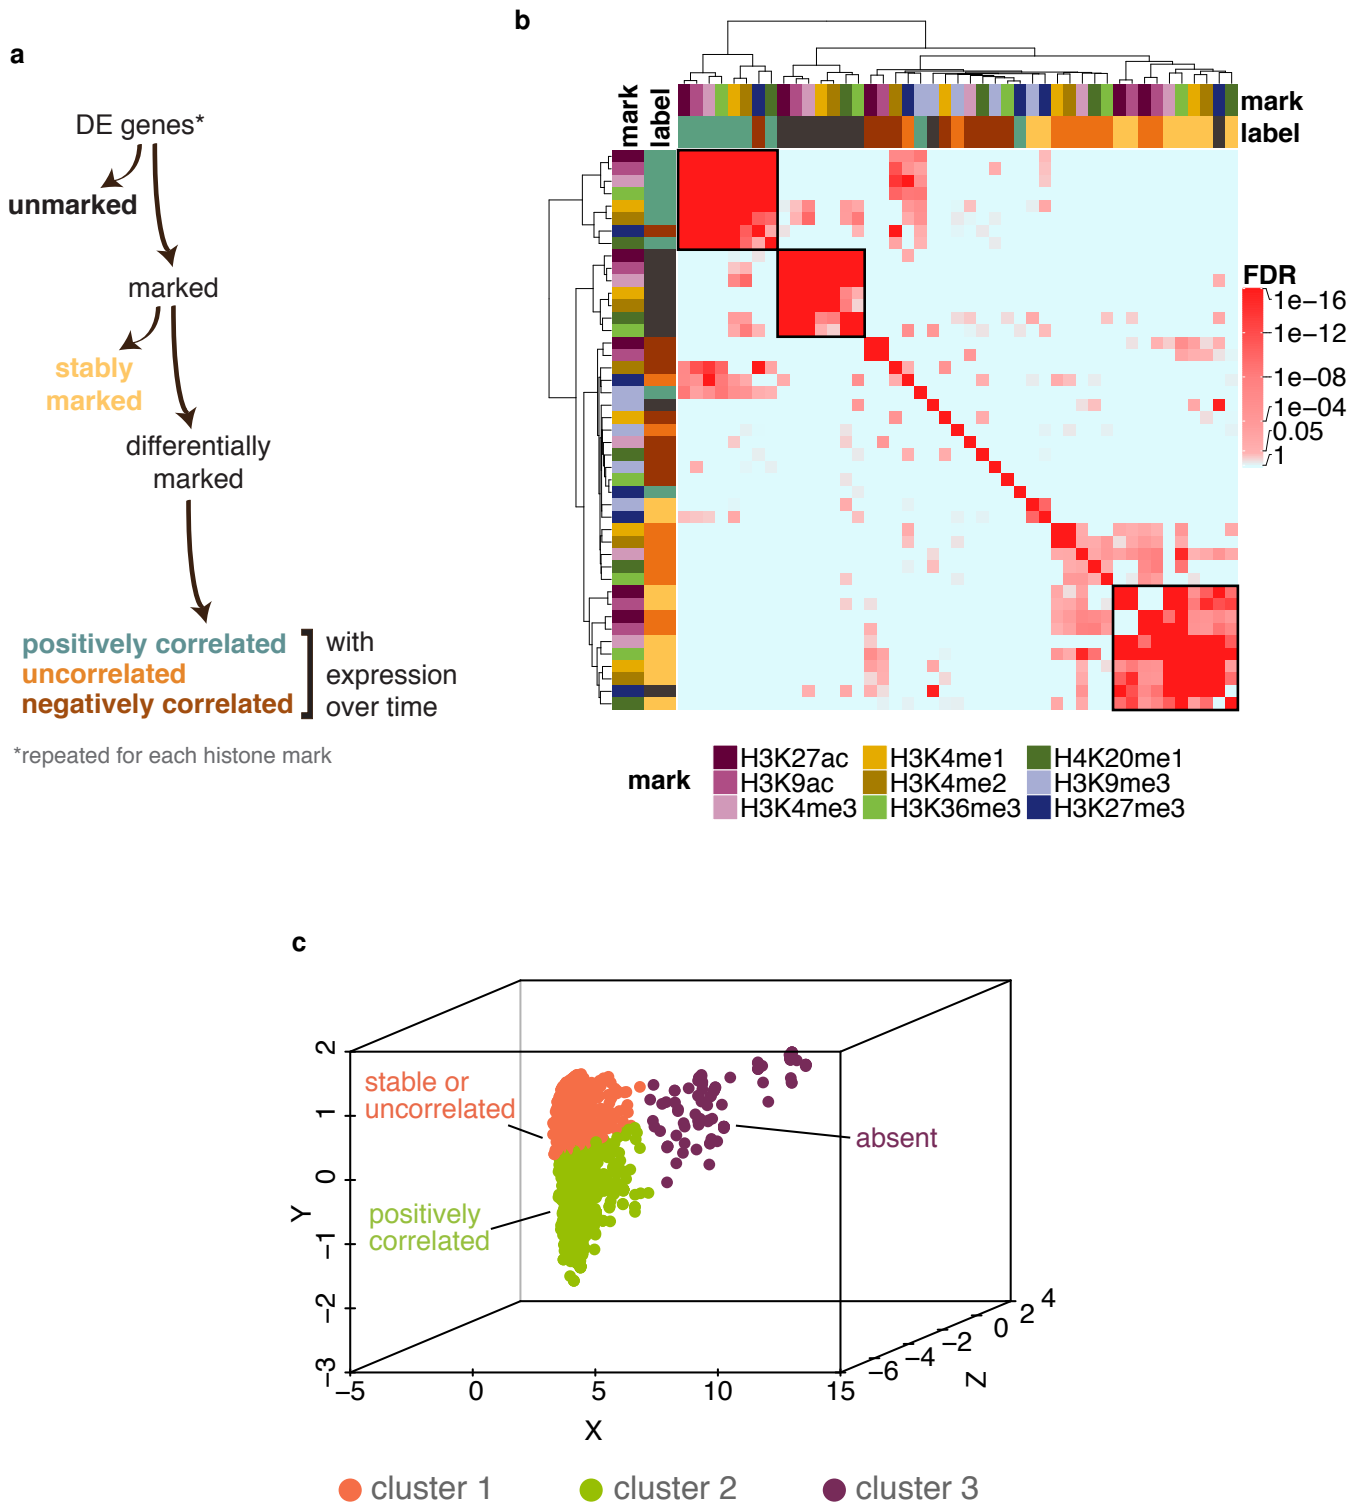 a
DE genes*
unmarked
marked
stably
marked
differentially
marked
positively correlated
uncorrelated
negatively correlated
with
expression
over time
*repeated for each histone mark
b
mark
label
mark
label
FDR
1e−16
1e−12
1e−08
1e−04
0.05
1
mark
H3K27ac
H3K9ac
H3K4me3
H3K4me1
H3K4me2
H3K36me3
H4K20me1
H3K9me3
H3K27me3
c
stable or
uncorrelated
positively
correlated
absent
Y
2
1
0
−1
−2
−3
−5
0
5
10
15
X
−6
−4
−2
0
2
4
Z
cluster 1
cluster 2
cluster 3